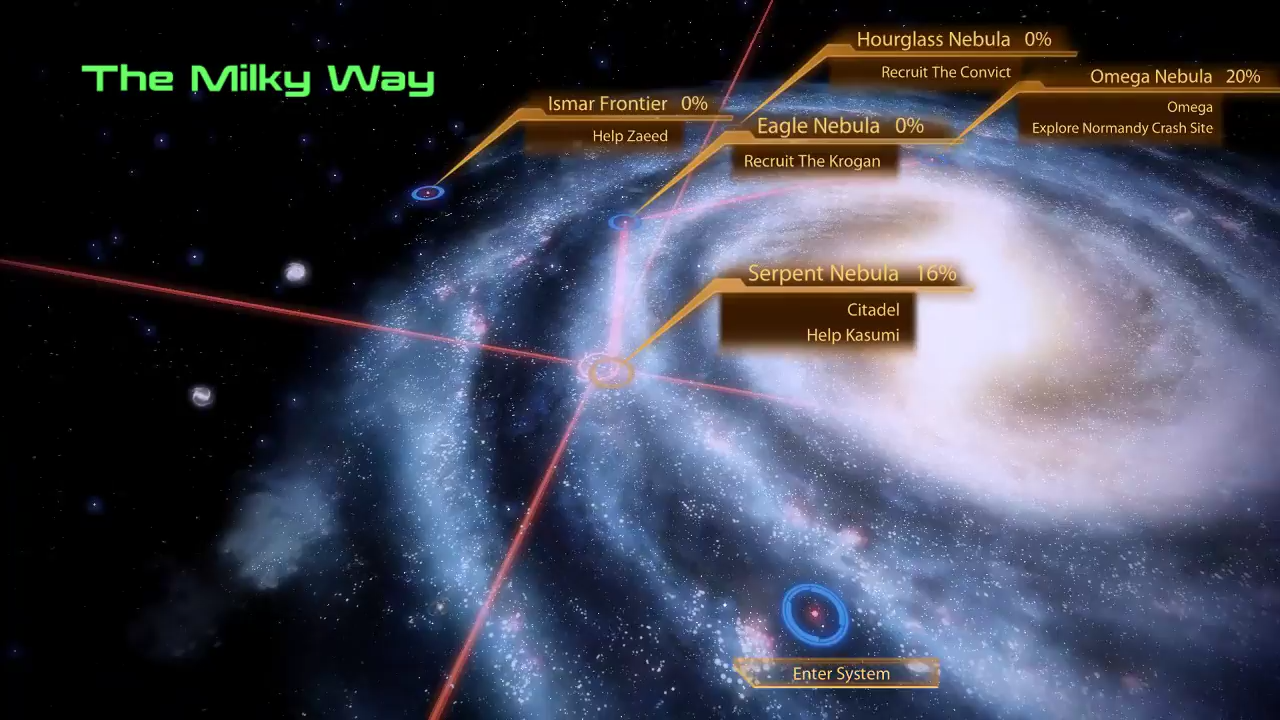 The Milky Way
Hourglass Nebula 0%
Recruit The Convict
Omega Nebula 20%
Omega
Explore Normandy Crash Site
Ismar Frontier 0%
Help Zaeed
Eagle Nebula 0%
Recruit The Krogan
Serpent Nebula 16%
Citadel
Help Kasumi
Enter System